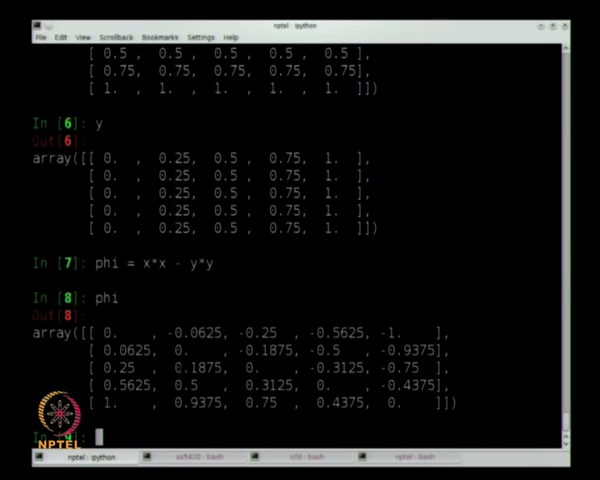 nptel : ipython
File Edit View Scrollback Bookmarks Settings Help
[ 0.5 , 0.5 , 0.5 , 0.5 , 0.5 ],
[ 0.75, 0.75, 0.75, 0.75, 0.75],
[ 1. , 1. , 1. , 1. , 1. ]])
In [6]: y
Out[6]:
array([[ 0. , 0.25, 0.5 , 0.75, 1. ],
[ 0. , 0.25, 0.5 , 0.75, 1. ],
[ 0. , 0.25, 0.5 , 0.75, 1. ],
[ 0. , 0.25, 0.5 , 0.75, 1. ],
[ 0. , 0.25, 0.5 , 0.75, 1. ]])
In [7]: phi = x*x - y*y
In [8]: phi
Out[8]:
array([[ 0. , -0.0625, -0.25 , -0.5625, -1. ],
[ 0.0625, 0. , -0.1875, -0.5 , -0.9375],
[ 0.25 , 0.1875, 0. , -0.3125, -0.75 ],
[ 0.5625, 0.5 , 0.3125, 0. , -0.4375],
[ 1. , 0.9375, 0.75 , 0.4375, 0. ]])
In [9]:
NPTEL
nptel : ipython as5420 : bash cfd : bash nptel : bash